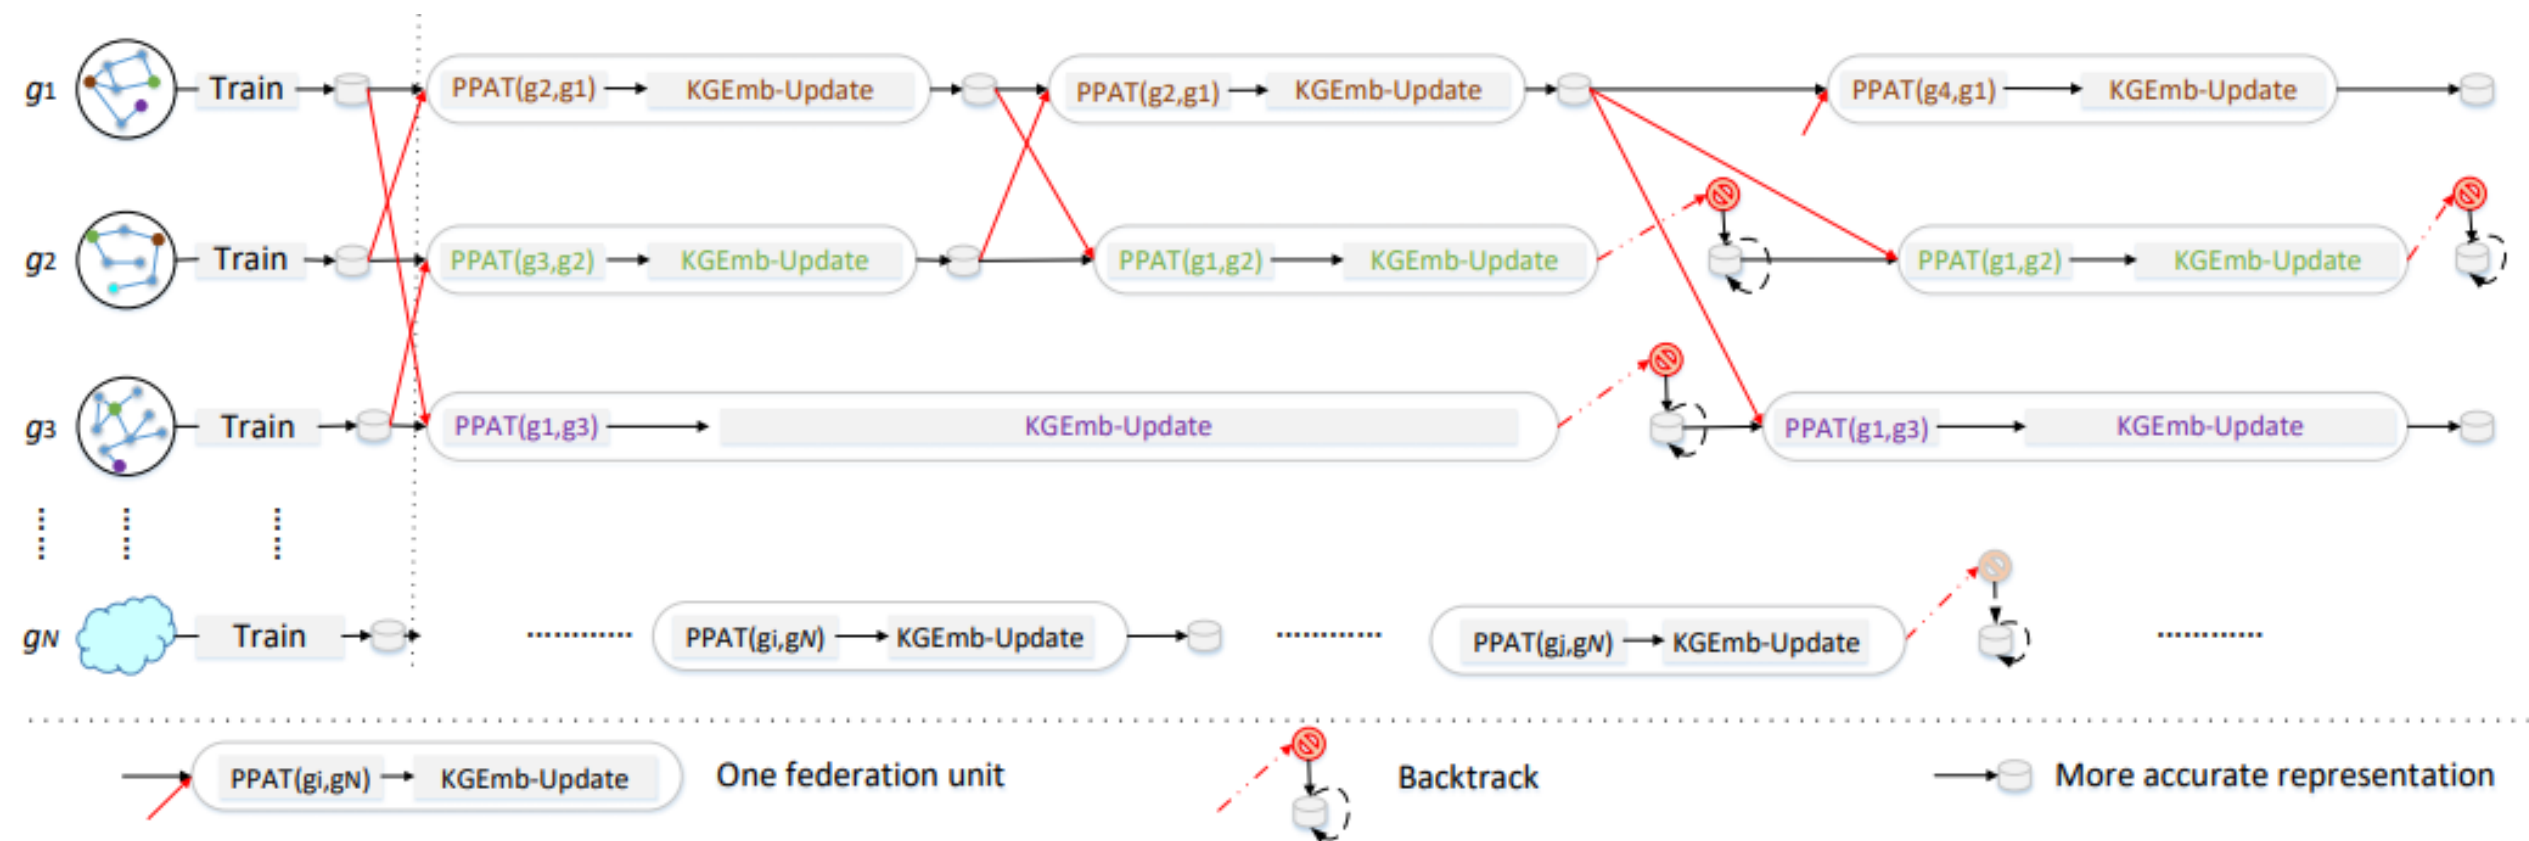 g1 Train PPAT(g2,g1) KGEmb-Update PPAT(g2,g1) KGEmb-Update PPAT(g4,g1) KGEmb-Update
g2 Train PPAT(g3,g2) KGEmb-Update PPAT(g1,g2) KGEmb-Update PPAT(g1,g2) KGEmb-Update
g3 Train PPAT(g1,g3) KGEmb-Update PPAT(g1,g3) KGEmb-Update
gN Train PPAT(gi,gN) KGEmb-Update PPAT(gj,gN) KGEmb-Update
PPAT(gi,gN) KGEmb-Update One federation unit Backtrack More accurate representation